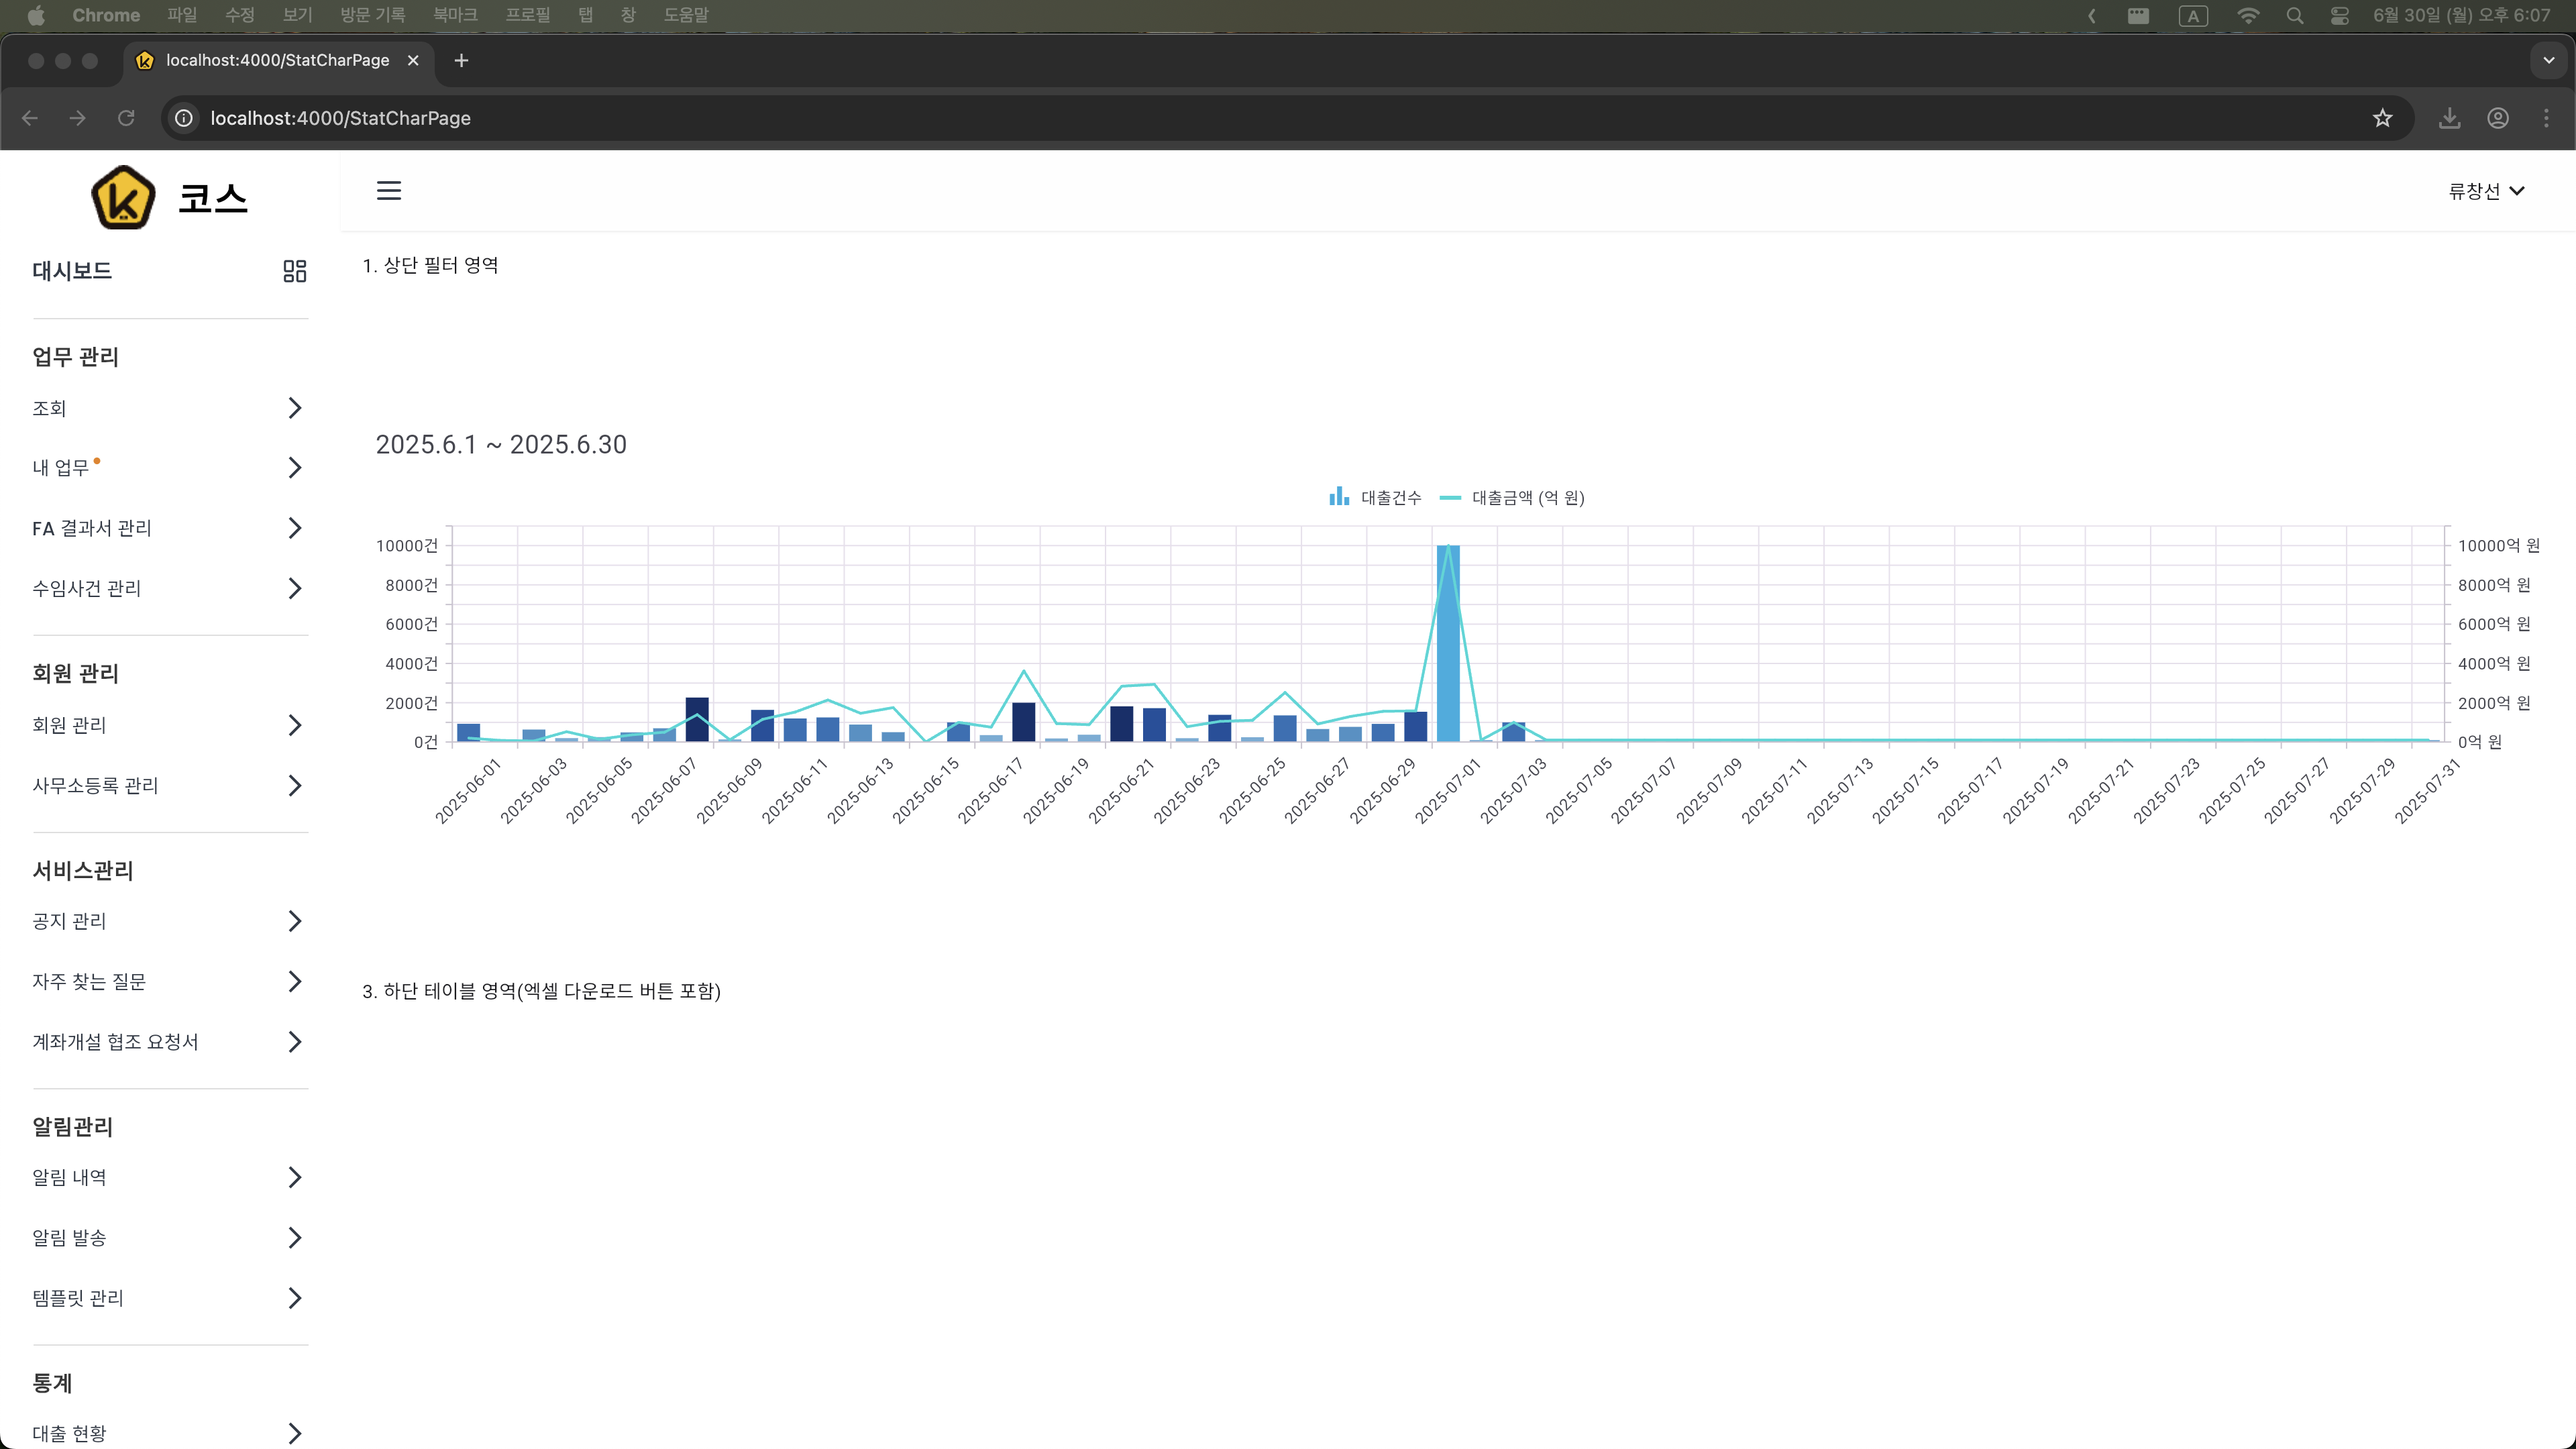 Chrome 파일 수정 보기 방문 기록 북마크 프로필 탭 창 도움말 A 6월 30일 (월) 오후 6:07
localhost:4000/StatCharPage
localhost:4000/StatCharPage
코스
류창선
대시보드
업무 관리
조회
내 업무
FA 결과서 관리
수임사건 관리
회원 관리
회원 관리
사무소등록 관리
서비스관리
공지 관리
자주 찾는 질문
계좌개설 협조 요청서
알림관리
알림 내역
알림 발송
템플릿 관리
통계
대출 현황
1. 상단 필터 영역
2025.6.1 ~ 2025.6.30
대출건수 대출금액 (억 원)
10000건 10000억 원
8000건 8000억 원
6000건 6000억 원
4000건 4000억 원
2000건 2000억 원
0건 0억 원
2025-06-01 2025-06-03 2025-06-05 2025-06-07 2025-06-09 2025-06-11 2025-06-13 2025-06-15 2025-06-17 2025-06-19 2025-06-21 2025-06-23 2025-06-25 2025-06-27 2025-06-29 2025-07-01 2025-07-03 2025-07-05 2025-07-07 2025-07-09 2025-07-11 2025-07-13 2025-07-15 2025-07-17 2025-07-19 2025-07-21 2025-07-23 2025-07-25 2025-07-27 2025-07-29 2025-07-31
3. 하단 테이블 영역(엑셀 다운로드 버튼 포함)